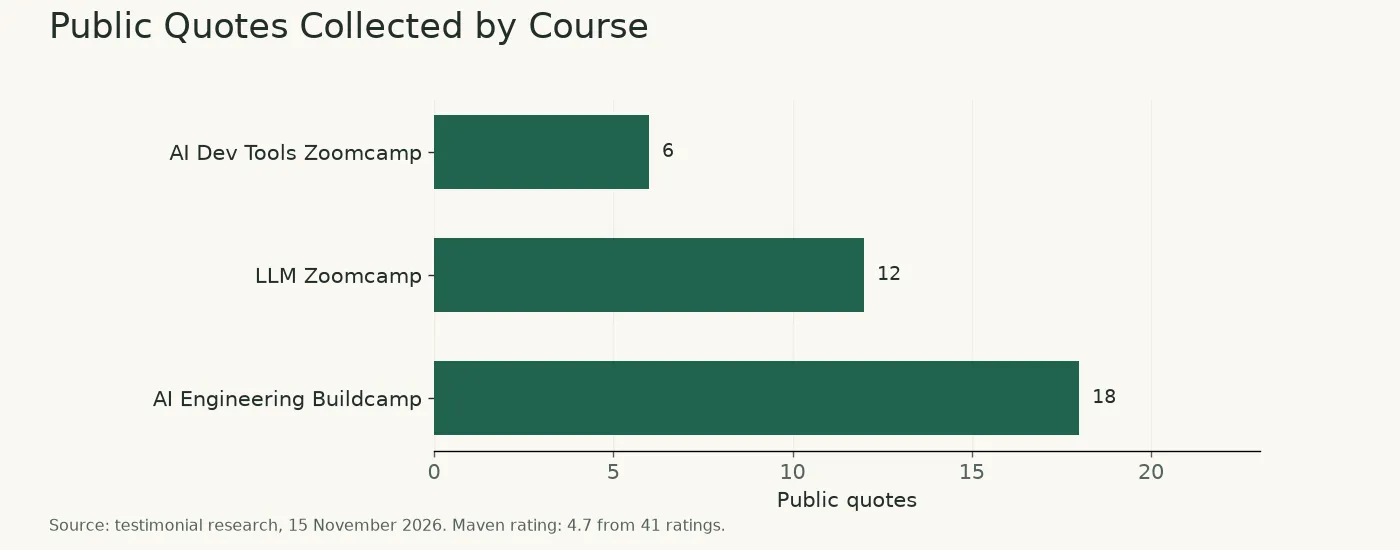 Public Quotes Collected by Course
AI Dev Tools Zoomcamp
6
LLM Zoomcamp
12
AI Engineering Buildcamp
18
0 5 10 15 20
Public quotes
Source: testimonial research, 15 November 2026. Maven rating: 4.7 from 41 ratings.